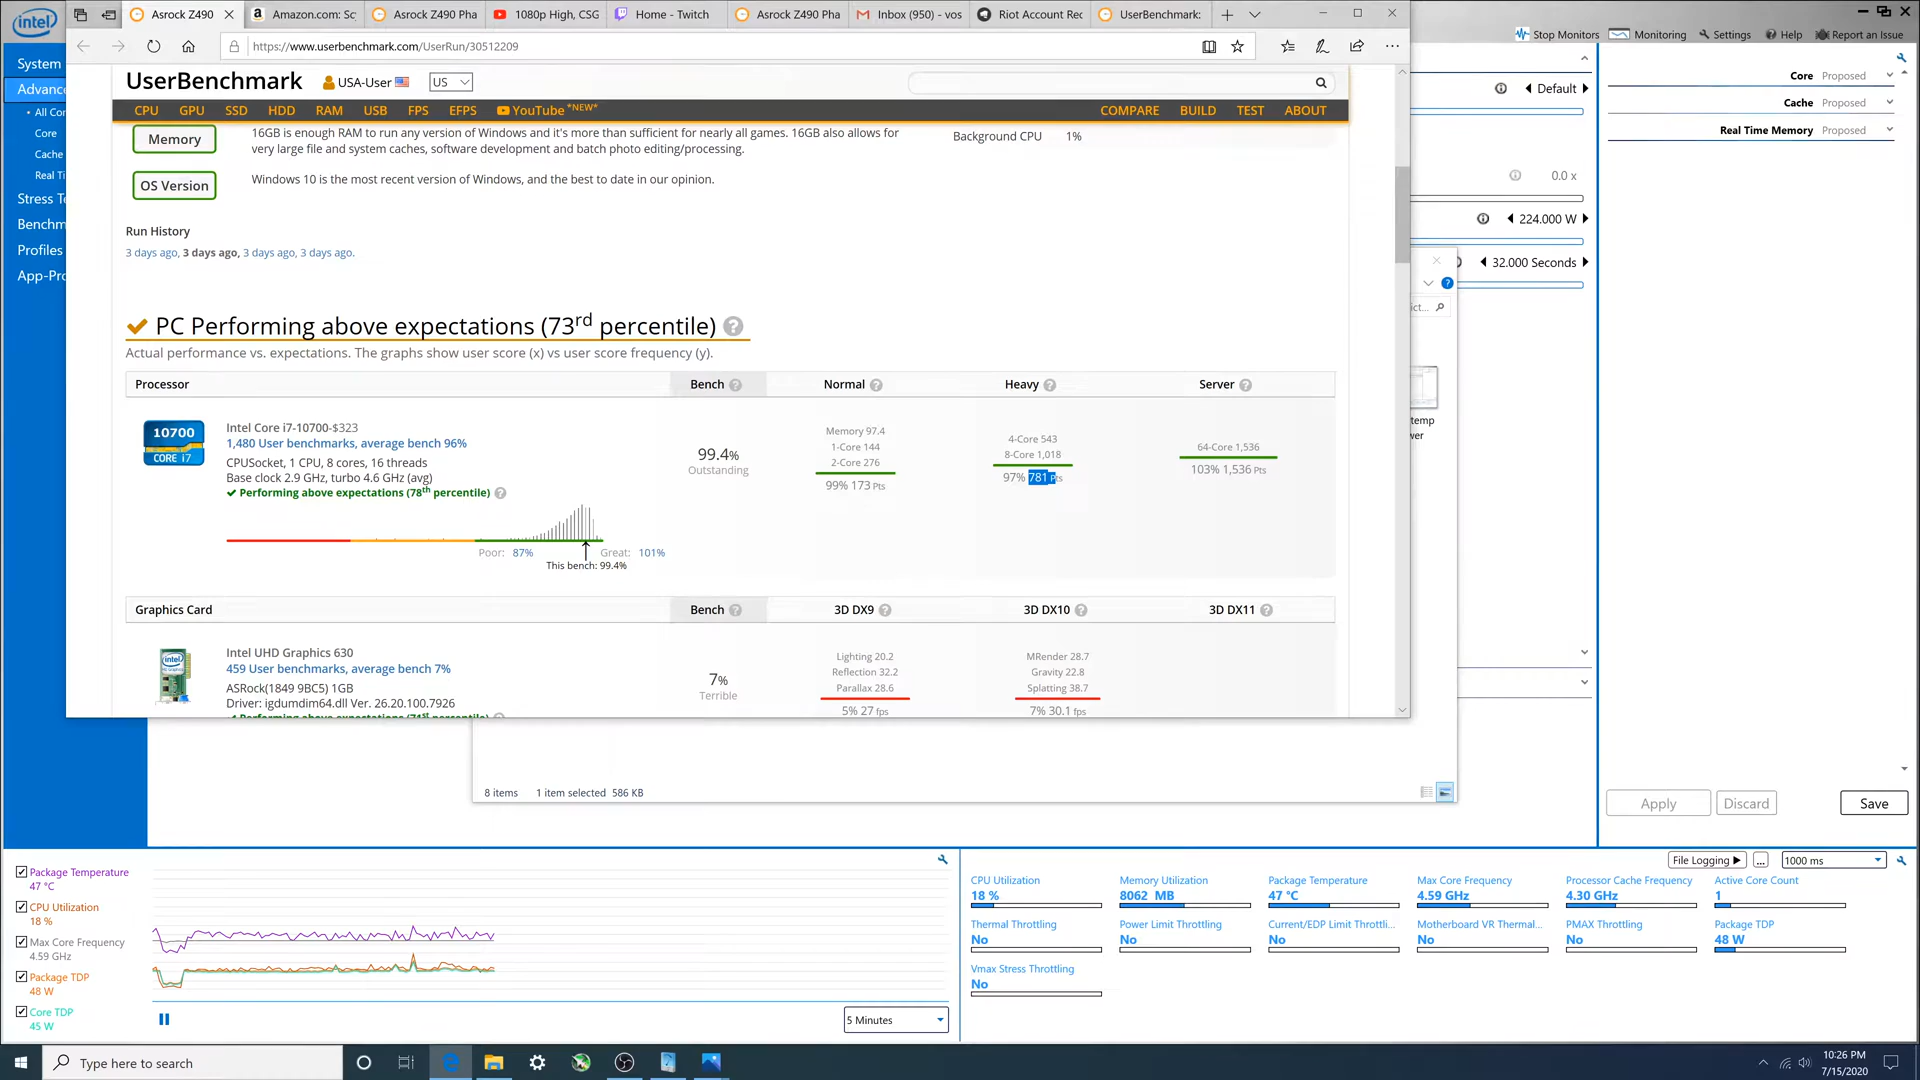 Asrock Z490
Amazon.com: Sc
Asrock Z490 Pha
1080p High, CSG
Home - Twitch
Asrock Z490 Pha
Inbox (950) - vos
Riot Account Rec
UserBenchmark:
https://www.userbenchmark.com/UserRun/30512209
intel
Stop Monitors
Monitoring
Settings
Help
Report an Issue
System
Advanc
All Co
Core
Cache
Real Ti
Stress Te
Benchm
Profiles
App-Pro
UserBenchmark
USA-User
US
CPU
GPU
SSD
HDD
RAM
USB
FPS
EFPS
YouTube *NEW*
COMPARE
BUILD
TEST
ABOUT
Memory
16GB is enough RAM to run any version of Windows and it's more than sufficient for nearly all games. 16GB also allows for
very large file and system caches, software development and batch photo editing/processing.
Background CPU 1%
OS Version
Windows 10 is the most recent version of Windows, and the best to date in our opinion.
Run History
3 days ago, 3 days ago, 3 days ago, 3 days ago.
PC Performing above expectations (73rd percentile) ?
Actual performance vs. expectations. The graphs show user score (x) vs user score frequency (y).
Processor
Bench ?
Normal ?
Heavy ?
Server ?
10700
CORE i7
Intel Core i7-10700-$323
1,480 User benchmarks, average bench 96%
CPUSocket, 1 CPU, 8 cores, 16 threads
Base clock 2.9 GHz, turbo 4.6 GHz (avg)
Performing above expectations (78th percentile) ?
99.4%
Outstanding
Memory 97.4
1-Core 144
2-Core 276
99% 173 Pts
4-Core 543
8-Core 1,018
97% 781 Pts
64-Core 1,536
103% 1,536 Pts
Poor: 87%
Great: 101%
This bench: 99.4%
Graphics Card
Bench ?
3D DX9 ?
3D DX10 ?
3D DX11 ?
intel
Intel UHD Graphics 630
459 User benchmarks, average bench 7%
ASRock(1849 9BC5) 1GB
Driver: igdumdim64.dll Ver. 26.20.100.7926
Performing above expectations (71st percentile)
7%
Terrible
Lighting 20.2
Reflection 32.2
Parallax 28.6
5% 27 fps
MRender 28.7
Gravity 22.8
Splatting 38.7
7% 30.1 fps
Default
0.0 x
224.000 W
32.000 Seconds
ict...
temp
wer
Core Proposed
Cache Proposed
Real Time Memory Proposed
8 items
1 item selected 586 KB
Apply
Discard
Save
Package Temperature
47 °C
CPU Utilization
18 %
Max Core Frequency
4.59 GHz
Package TDP
48 W
Core TDP
45 W
5 Minutes
File Logging
...
1000 ms
CPU Utilization
18 %
Memory Utilization
8062 MB
Package Temperature
47 °C
Max Core Frequency
4.59 GHz
Processor Cache Frequency
4.30 GHz
Active Core Count
1
Thermal Throttling
No
Power Limit Throttling
No
Current/EDP Limit Throttli...
No
Motherboard VR Thermal...
No
PMAX Throttling
No
Package TDP
48 W
Vmax Stress Throttling
No
Type here to search
10:26 PM
7/15/2020